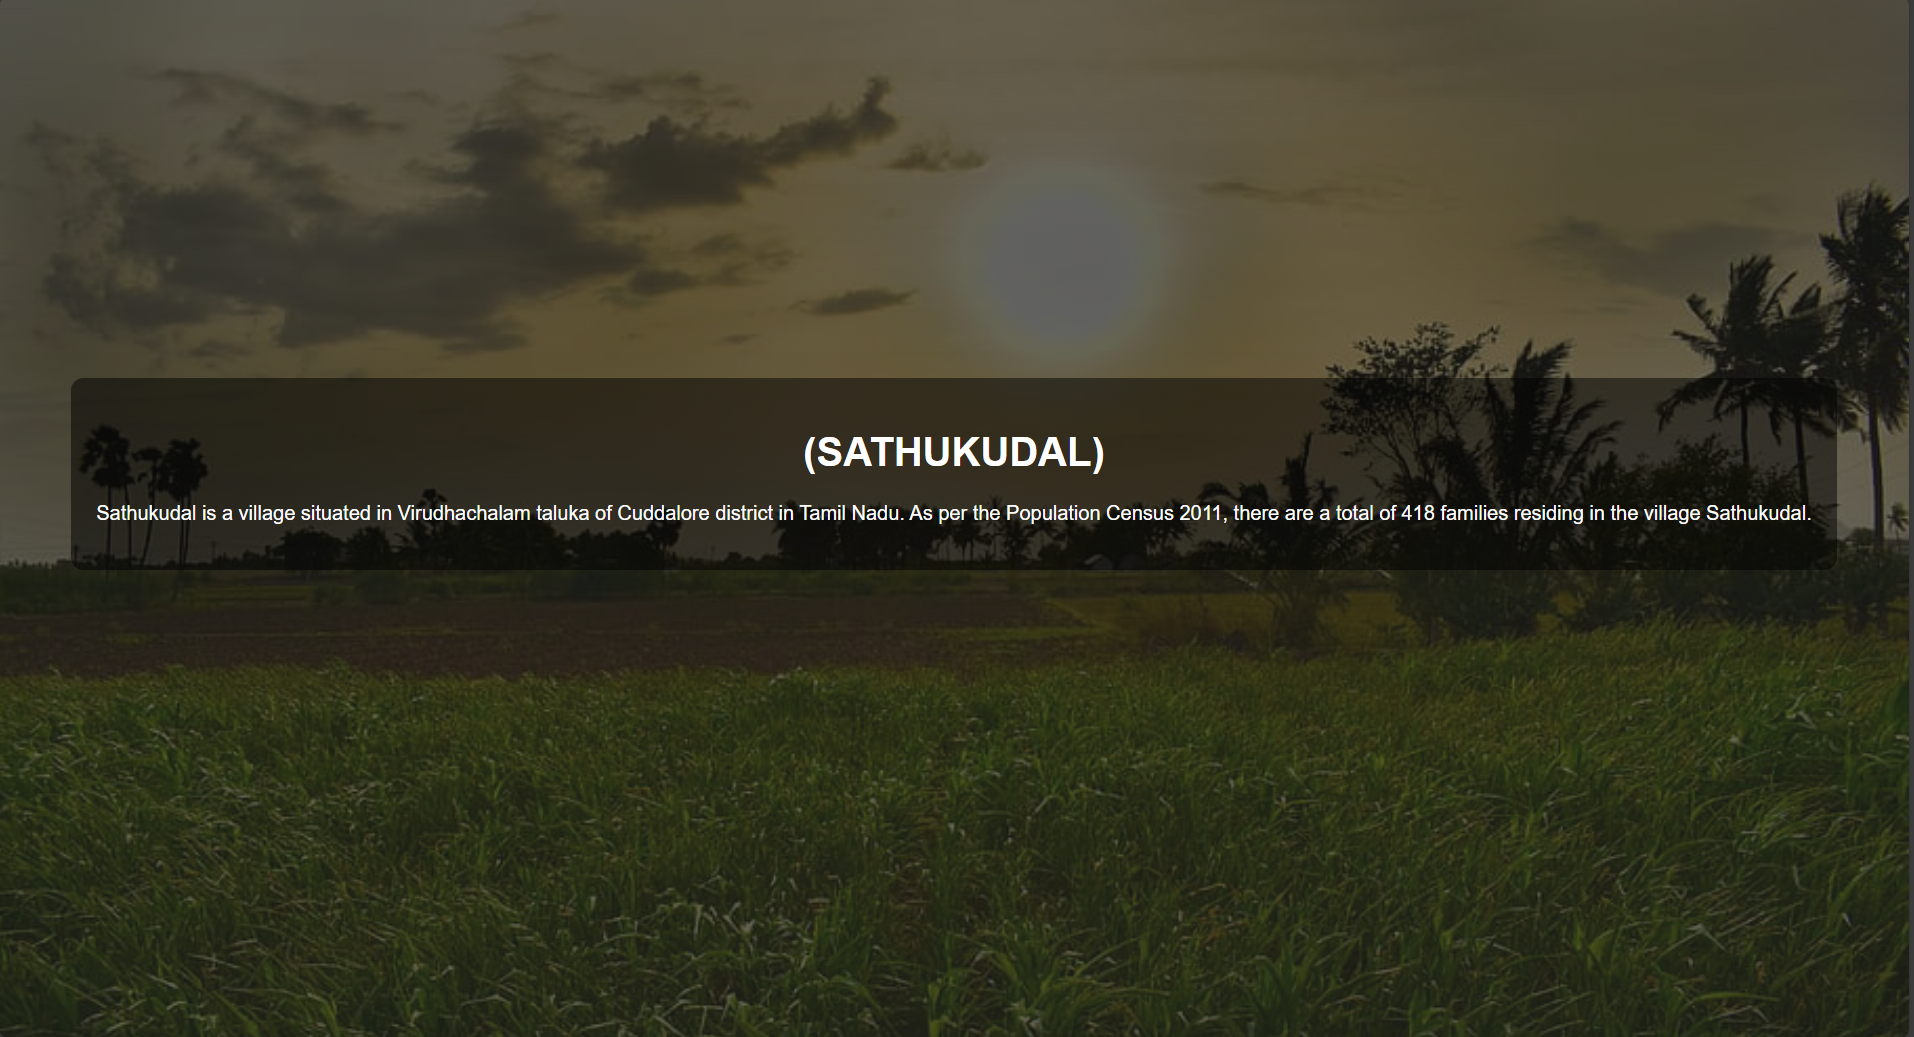 (SATHUKUDAL)
Sathukudal is a village situated in Virudhachalam taluka of Cuddalore district in Tamil Nadu. As per the Population Census 2011, there are a total of 418 families residing in the village Sathukudal.